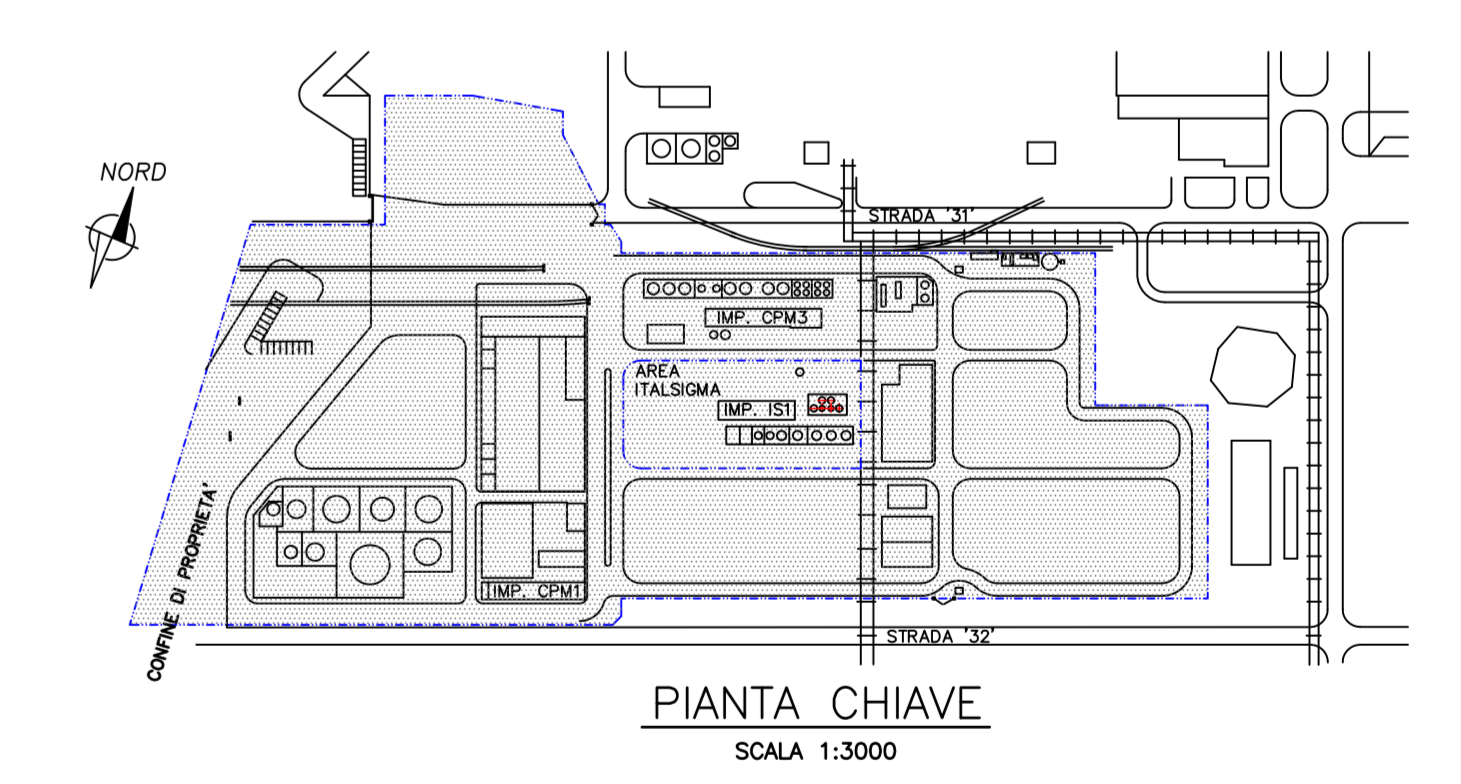 NORD
STRADA '31'
IMP. CPM3
AREA
ITALSIGMA
IMP. IS1
CONFINE DI PROPRIETA'
IMP. CPM1
STRADA '32'
PIANTA CHIAVE
SCALA 1:3000